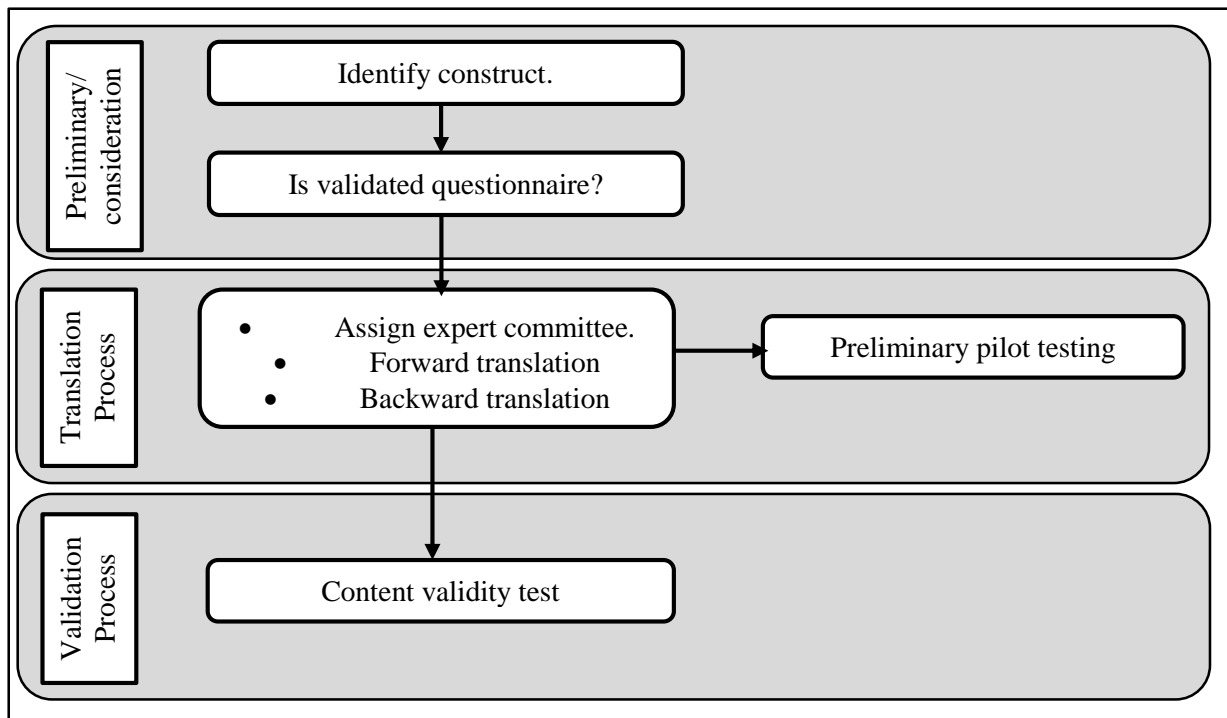 Preliminary/
consideration
Identify construct.
Is validated questionnaire?
Translation
Process
• Assign expert committee.
• Forward translation
• Backward translation
Preliminary pilot testing
Validation
Process
Content validity test